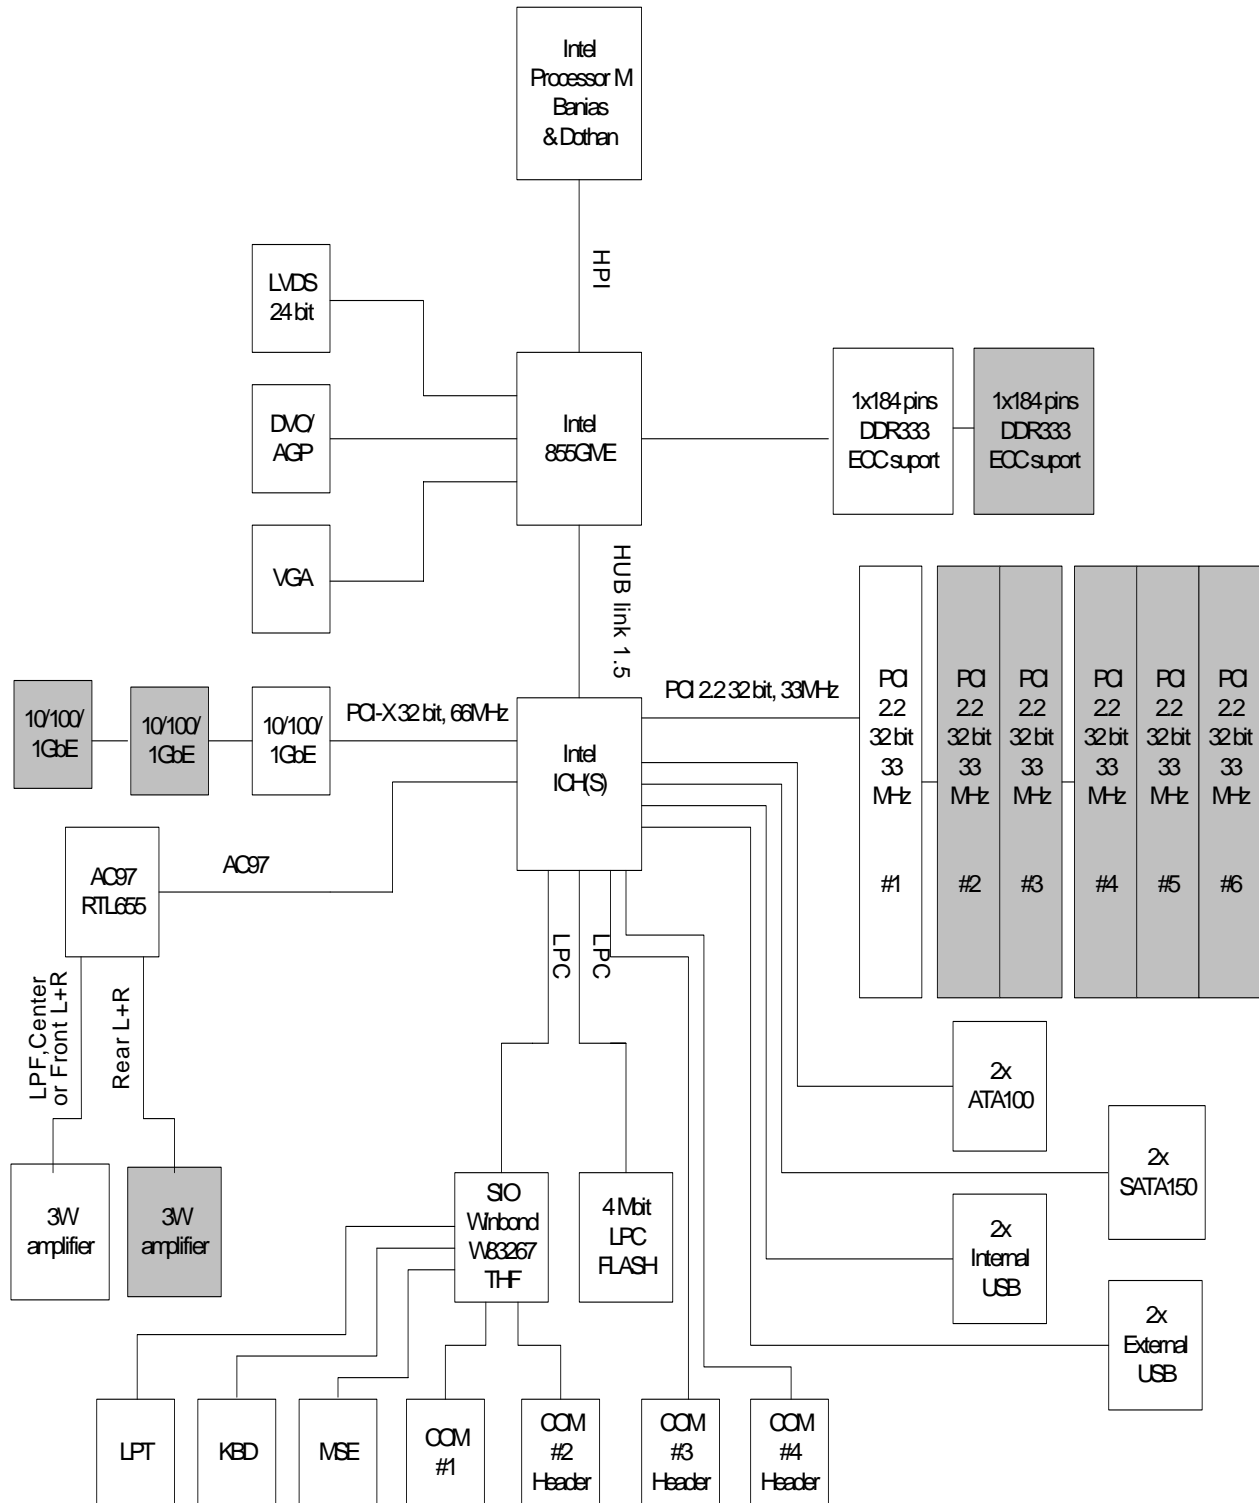 Intel
Processor M
Banias
& Dothan
HPI
LVDS
24 bit
DVO/
AGP
VGA
Intel
855GME
1x184 pins
DDR333
ECC suport
1x184 pins
DDR333
ECC suport
HUB link 1.5
PCI 2.2 32 bit, 33MHz
PCI-X 32 bit, 66MHz
10/100/
1GbE
10/100/
1GbE
10/100/
1GbE
Intel
ICH(S)
PCI
2.2
32 bit
33
MHz
#1
PCI
2.2
32 bit
33
MHz
#2
PCI
2.2
32 bit
33
MHz
#3
PCI
2.2
32 bit
33
MHz
#4
PCI
2.2
32 bit
33
MHz
#5
PCI
2.2
32 bit
33
MHz
#6
AC97
RTL655
AC97
LPC
LPC
LPF,Center
or Front L+R
Rear L+R
3W
amplifier
3W
amplifier
SIO
Winbond
W83267
THF
4 Mbit
LPC
FLASH
2x
ATA100
2x
SATA150
2x
Internal
USB
2x
External
USB
LPT
KBD
MSE
COM
#1
COM
#2
Header
COM
#3
Header
COM
#4
Header